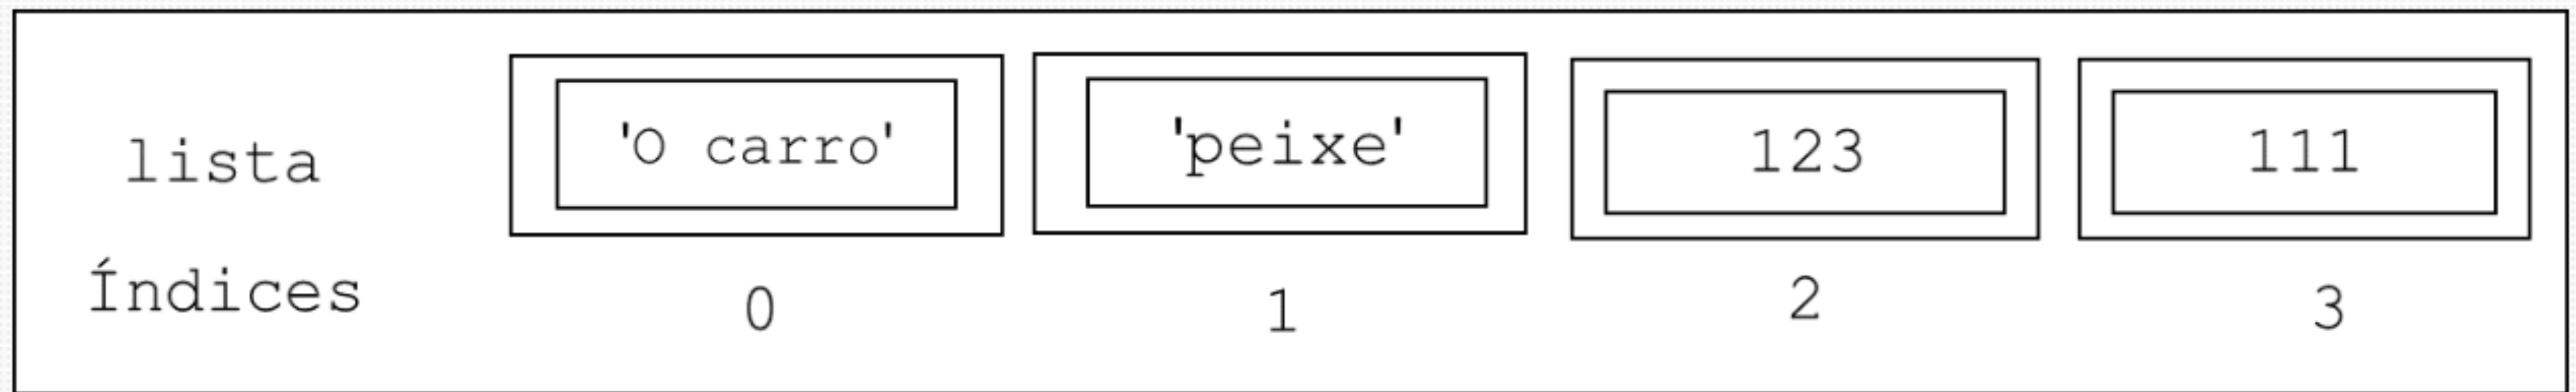 lista 'O carro' 'peixe' 123 111
Índices 0 1 2 3